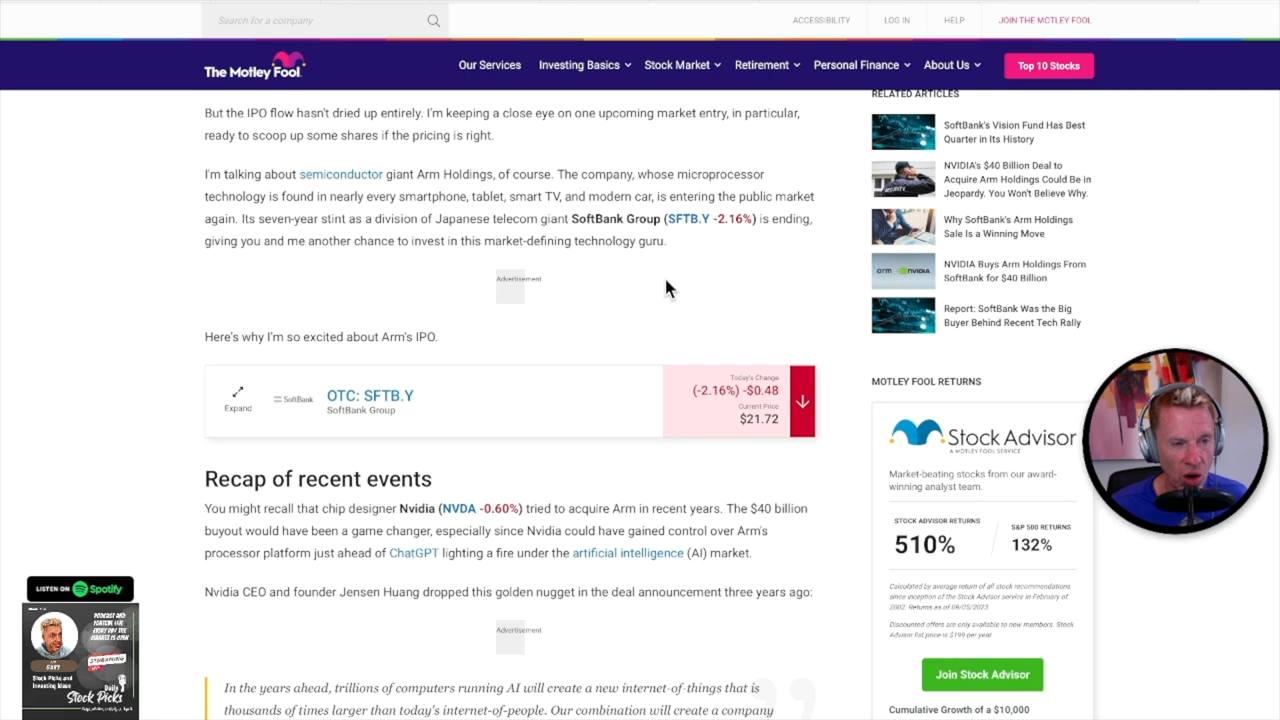 Search for a company
ACCESSIBILITY
LOG IN
HELP
JOIN THE MOTLEY FOOL
The Motley Fool
Our Services
Investing Basics
Stock Market
Retirement
Personal Finance
About Us
Top 10 Stocks
But the IPO flow hasn't dried up entirely. I'm keeping a close eye on one upcoming market entry, in particular,
ready to scoop up some shares if the pricing is right.
I'm talking about semiconductor giant Arm Holdings, of course. The company, whose microprocessor
technology is found in nearly every smartphone, tablet, smart TV, and modern car, is entering the public market
again. Its seven-year stint as a division of Japanese telecom giant SoftBank Group (SFTB.Y -2.16%) is ending,
giving you and me another chance to invest in this market-defining technology guru.
Advertisement
Here's why I'm so excited about Arm's IPO.
Expand
SoftBank
OTC: SFTB.Y
SoftBank Group
Today's Change
(-2.16%) -$0.48
Current Price
$21.72
Recap of recent events
You might recall that chip designer Nvidia (NVDA -0.60%) tried to acquire Arm in recent years. The $40 billion
buyout would have been a game changer, especially since Nvidia could have gained control over Arm's
processor platform just ahead of ChatGPT lighting a fire under the artificial intelligence (AI) market.
Nvidia CEO and founder Jensen Huang dropped this golden nugget in the deal announcement three years ago:
Advertisement
In the years ahead, trillions of computers running AI will create a new internet-of-things that is
thousands of times larger than today's internet-of-people. Our combination will create a company
RELATED ARTICLES
SoftBank's Vision Fund Has Best
Quarter in Its History
NVIDIA's $40 Billion Deal to
Acquire Arm Holdings Could Be in
Jeopardy. You Won't Believe Why.
Why SoftBank's Arm Holdings
Sale Is a Winning Move
NVIDIA Buys Arm Holdings From
SoftBank for $40 Billion
Report: SoftBank Was the Big
Buyer Behind Recent Tech Rally
MOTLEY FOOL RETURNS
Stock Advisor
A MOTLEY FOOL SERVICE
Market-beating stocks from our award-
winning analyst team.
STOCK ADVISOR RETURNS
510%
S&P 500 RETURNS
132%
Calculated by average return of all stock recommendations
since inception of the Stock Advisor service in February of
2002. Returns as of 09/05/2023.
Discounted offers are only available to new members. Stock
Advisor list price is $199 per year.
Join Stock Advisor
Cumulative Growth of a $10,000
LISTEN ON Spotify
PODCAST AND
YOUTUBE LIVE
EVERY DAY THE
MARKETS IS OPEN
GARY
STREAMING
Stock Picks and
Investing Ideas
Daily
Stock Picks